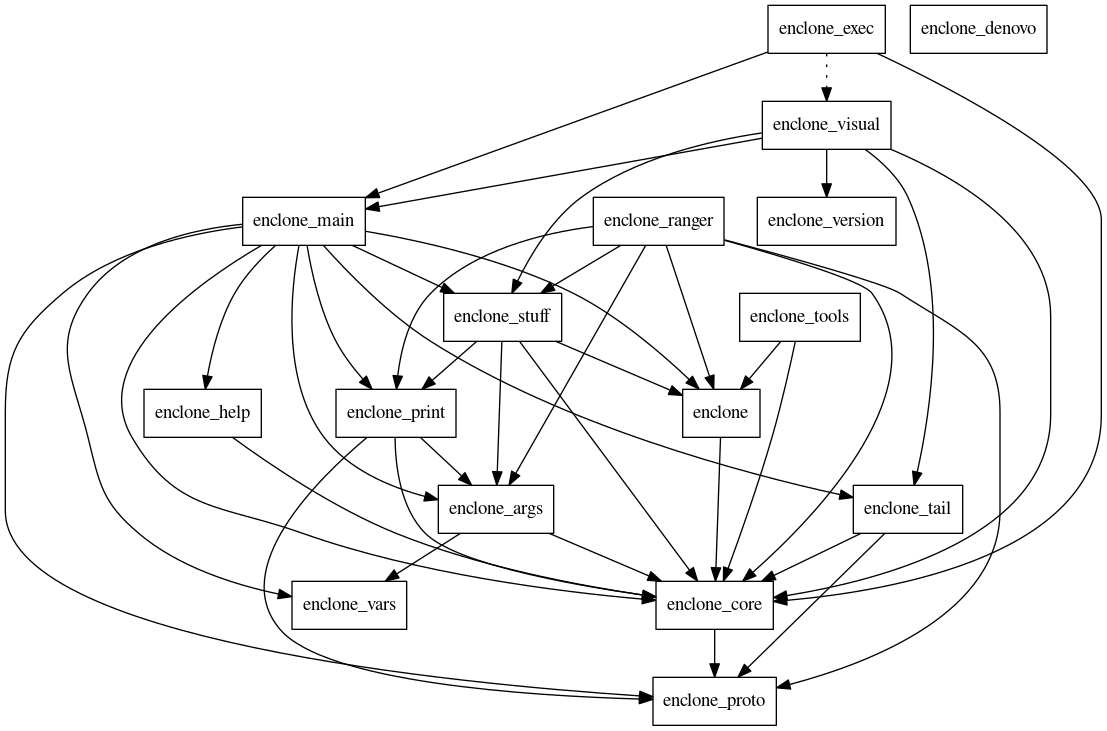 enclone_exec
enclone_denovo
enclone_visual
enclone_main
enclone_ranger
enclone_version
enclone_stuff
enclone_tools
enclone_help
enclone_print
enclone
enclone_args
enclone_tail
enclone_vars
enclone_core
enclone_proto